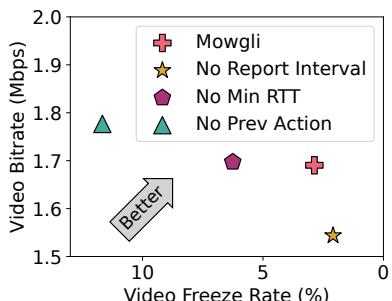 2.0
1.9
1.8
1.7
1.6
1.5
Video Bitrate (Mbps)
Mowgli
No Report Interval
No Min RTT
No Prev Action
Better
10
5
0
Video Freeze Rate (%)